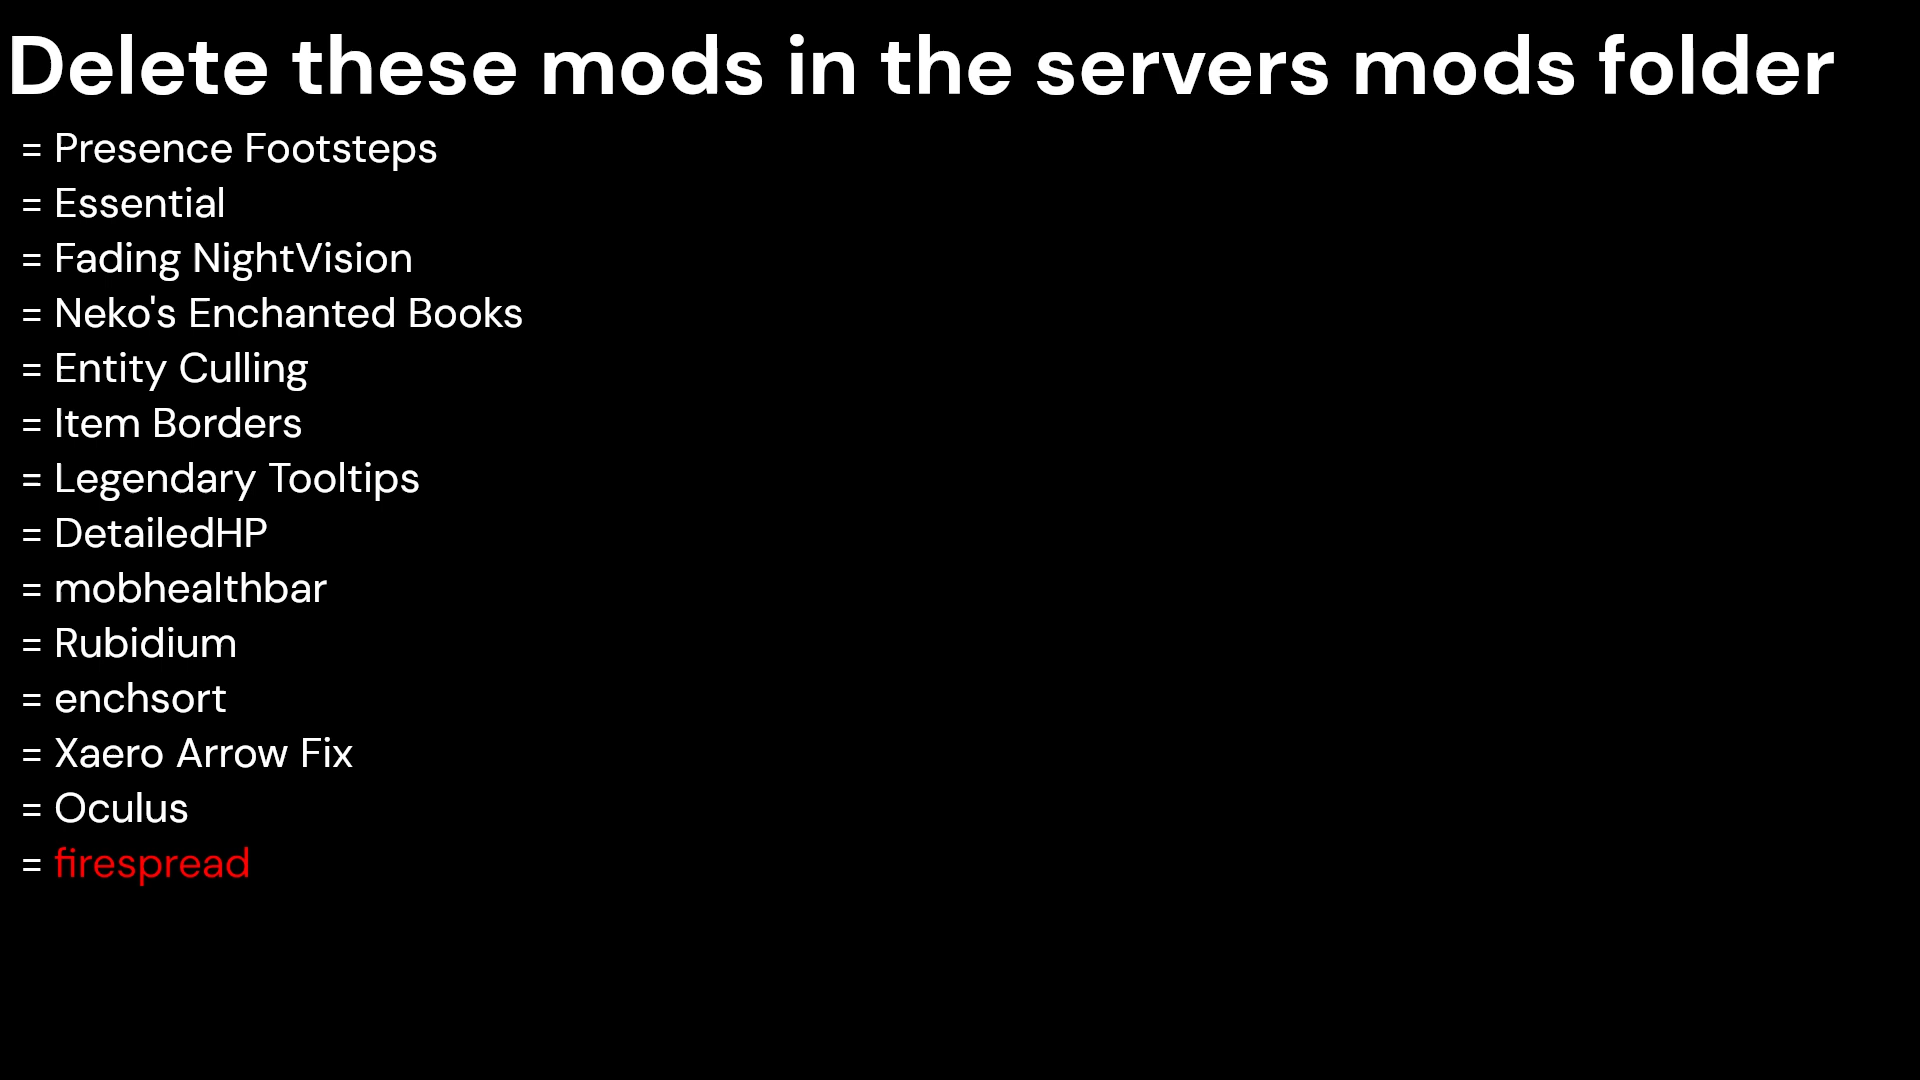 Delete these mods in the servers mods folder
= Presence Footsteps
= Essential
= Fading NightVision
= Neko's Enchanted Books
= Entity Culling
= Item Borders
= Legendary Tooltips
= DetailedHP
= mobhealthbar
= Rubidium
= enchsort
= Xaero Arrow Fix
= Oculus
= firespread